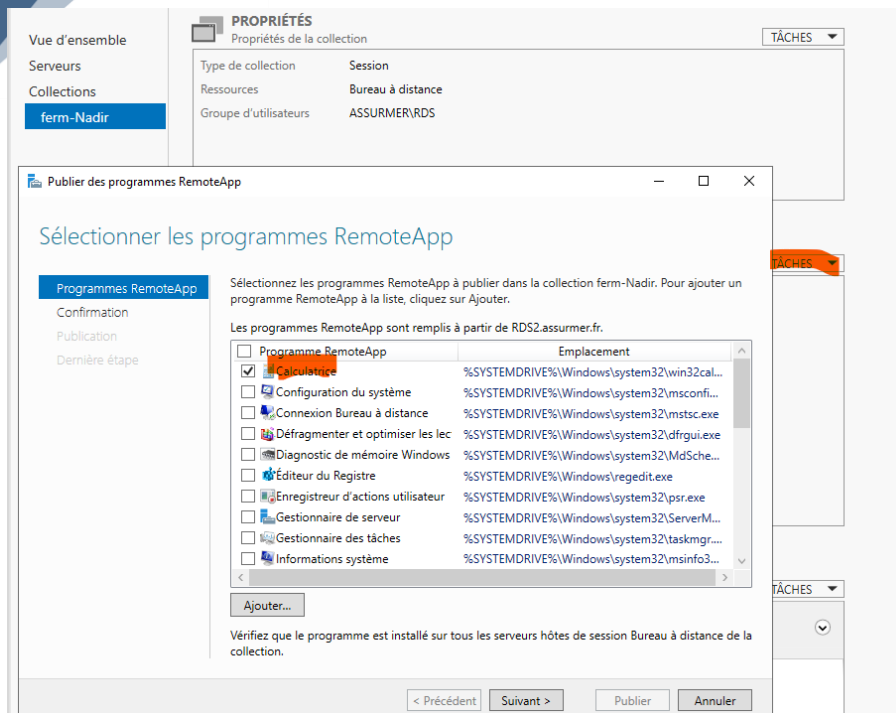 PROPRIÉTÉS
Propriétés de la collection
TÂCHES
Vue d'ensemble
Serveurs
Collections
ferm-Nadir
Type de collection Session
Ressources Bureau à distance
Groupe d'utilisateurs ASSURMER\RDS
Publier des programmes RemoteApp
Sélectionner les programmes RemoteApp
TÂCHES
Programmes RemoteApp
Confirmation
Publication
Dernière étape
Sélectionnez les programmes RemoteApp à publier dans la collection ferm-Nadir. Pour ajouter un
programme RemoteApp à la liste, cliquez sur Ajouter.
Les programmes RemoteApp sont remplis à partir de RDS2.assurmer.fr.
Programme RemoteApp Emplacement
Calculatrice %SYSTEMDRIVE%\Windows\system32\win32cal...
Configuration du système %SYSTEMDRIVE%\Windows\system32\msconfi...
Connexion Bureau à distance %SYSTEMDRIVE%\Windows\system32\mstsc.exe
Défragmenter et optimiser les lec %SYSTEMDRIVE%\Windows\system32\dfrgui.exe
Diagnostic de mémoire Windows %SYSTEMDRIVE%\Windows\system32\MdSche...
Éditeur du Registre %SYSTEMDRIVE%\Windows\regedit.exe
Enregistreur d'actions utilisateur %SYSTEMDRIVE%\Windows\system32\psr.exe
Gestionnaire de serveur %SYSTEMDRIVE%\Windows\system32\ServerM...
Gestionnaire des tâches %SYSTEMDRIVE%\Windows\system32\taskmgr....
Informations système %SYSTEMDRIVE%\Windows\system32\msinfo3...
TÂCHES
Ajouter...
Vérifiez que le programme est installé sur tous les serveurs hôtes de session Bureau à distance de la
collection.
< Précédent Suivant > Publier Annuler